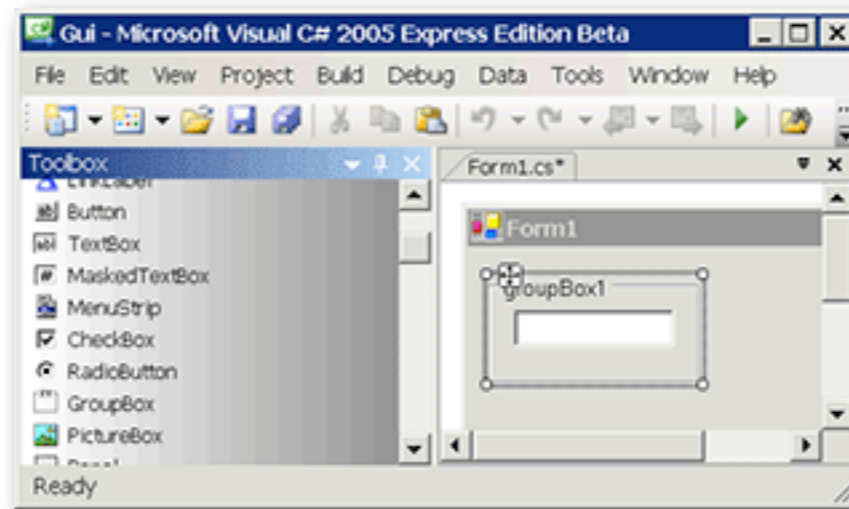 Gui - Microsoft Visual C# 2005 Express Edition Beta
File Edit View Project Build Debug Data Tools Window Help
Toolbox
Form1.cs*
LinkLabel
Button
TextBox
MaskedTextBox
MenuStrip
CheckBox
RadioButton
GroupBox
PictureBox
Form1
groupBox1
Ready